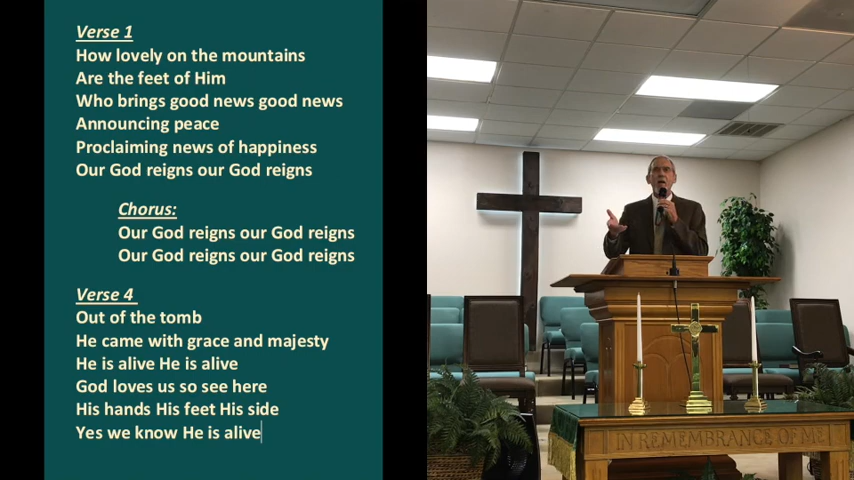 Verse 1
How lovely on the mountains
Are the feet of Him
Who brings good news good news
Announcing peace
Proclaiming news of happiness
Our God reigns our God reigns
Chorus:
Our God reigns our God reigns
Our God reigns our God reigns
Verse 4
Out of the tomb
He came with grace and majesty
He is alive He is alive
God loves us so see here
His hands His feet His side
Yes we know He is alive
IN REMEMBRANCE OF ME